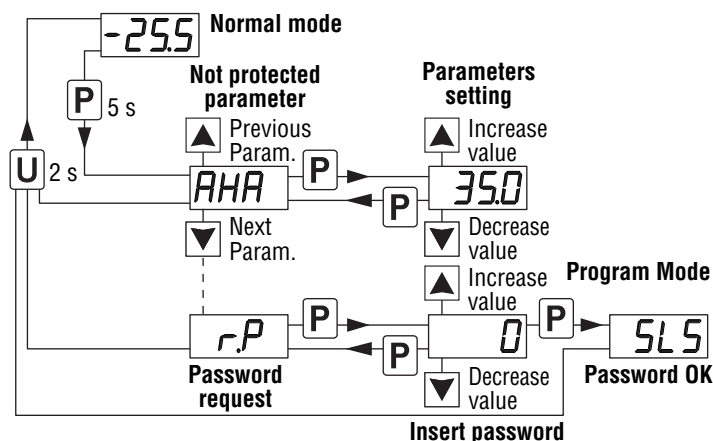 -25.5
Normal mode
P
5 s
U
2 s
Not protected
parameter
Previous
Param.
AHA
Next
Param.
P
P
Parameters
setting
Increase
value
35.0
Decrease
value
r.P
Password
request
P
P
Increase
value
0
Decrease
value
Insert password
P
Program Mode
SLS
Password OK